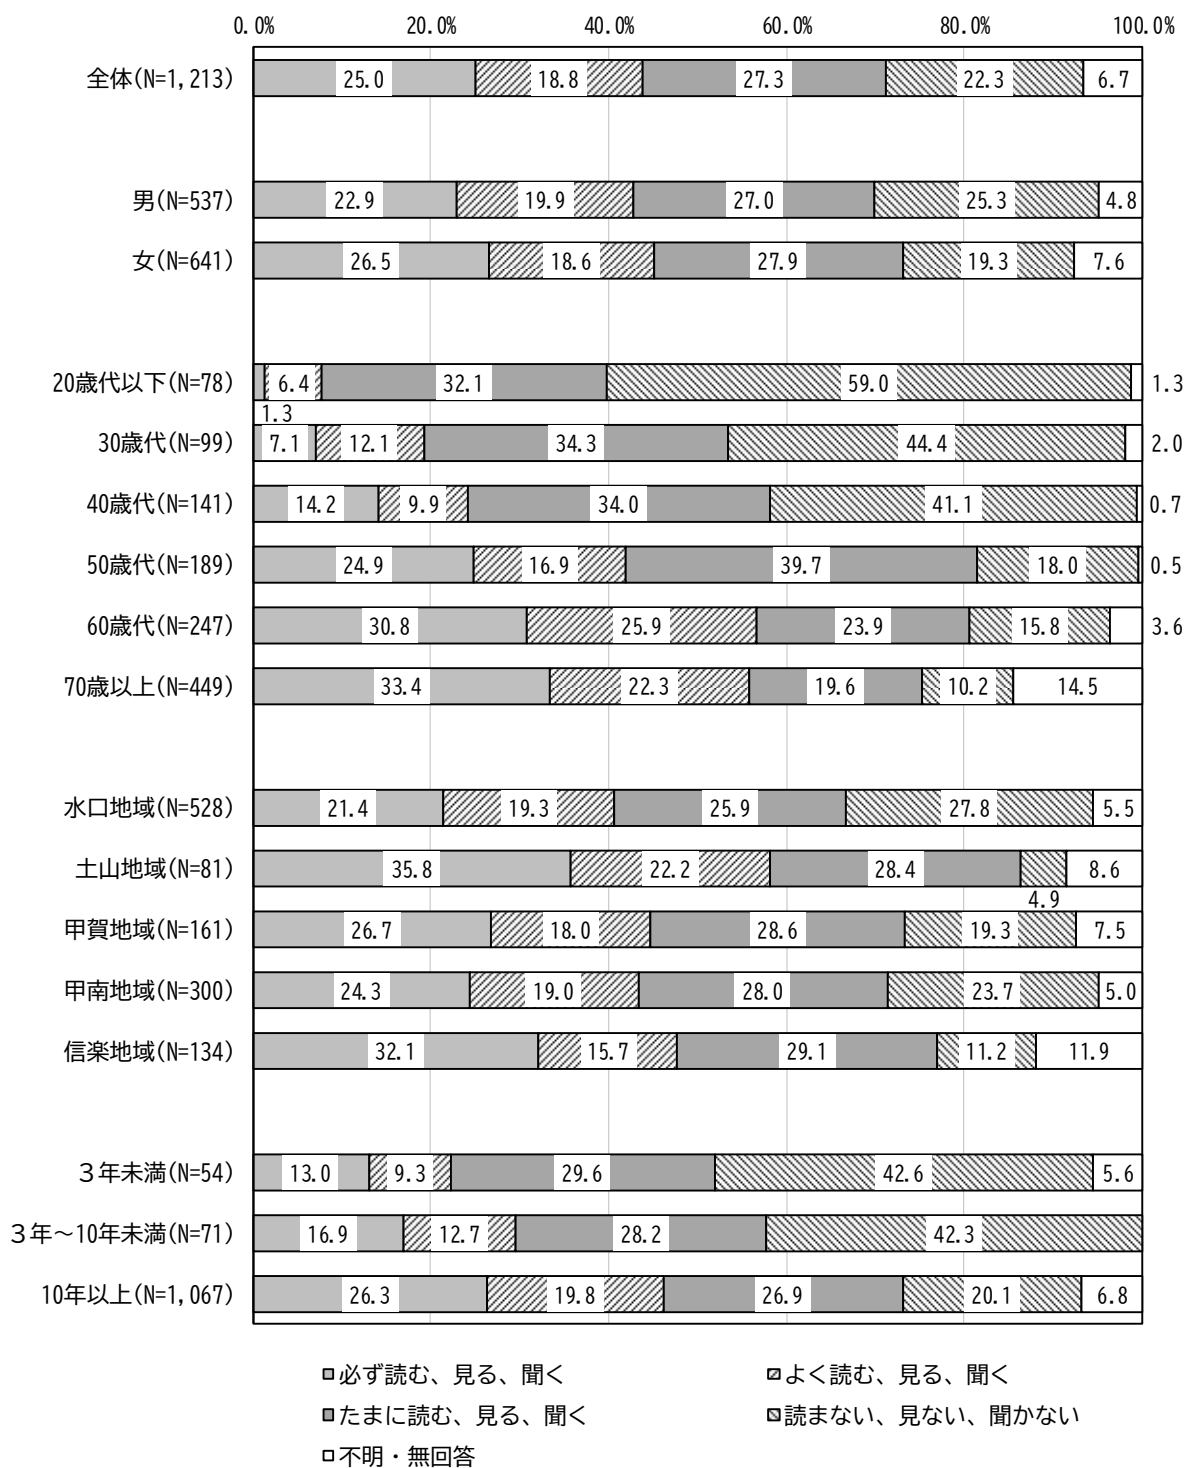 0.0% 20.0% 40.0% 60.0% 80.0% 100.0%
全体(N=1,213) 25.0 18.8 27.3 22.3 6.7
男(N=537) 22.9 19.9 27.0 25.3 4.8
女(N=641) 26.5 18.6 27.9 19.3 7.6
20歳代以下(N=78) 6.4 32.1 59.0 1.3
1.3
30歳代(N=99) 7.1 12.1 34.3 44.4 2.0
40歳代(N=141) 14.2 9.9 34.0 41.1 0.7
50歳代(N=189) 24.9 16.9 39.7 18.0 0.5
60歳代(N=247) 30.8 25.9 23.9 15.8 3.6
70歳以上(N=449) 33.4 22.3 19.6 10.2 14.5
水口地域(N=528) 21.4 19.3 25.9 27.8 5.5
土山地域(N=81) 35.8 22.2 28.4 8.6
4.9
甲賀地域(N=161) 26.7 18.0 28.6 19.3 7.5
甲南地域(N=300) 24.3 19.0 28.0 23.7 5.0
信楽地域(N=134) 32.1 15.7 29.1 11.2 11.9
３年未満(N=54) 13.0 9.3 29.6 42.6 5.6
３年～10年未満(N=71) 16.9 12.7 28.2 42.3
10年以上(N=1,067) 26.3 19.8 26.9 20.1 6.8
必ず読む、見る、聞く よく読む、見る、聞く
たまに読む、見る、聞く 読まない、見ない、聞かない
不明・無回答